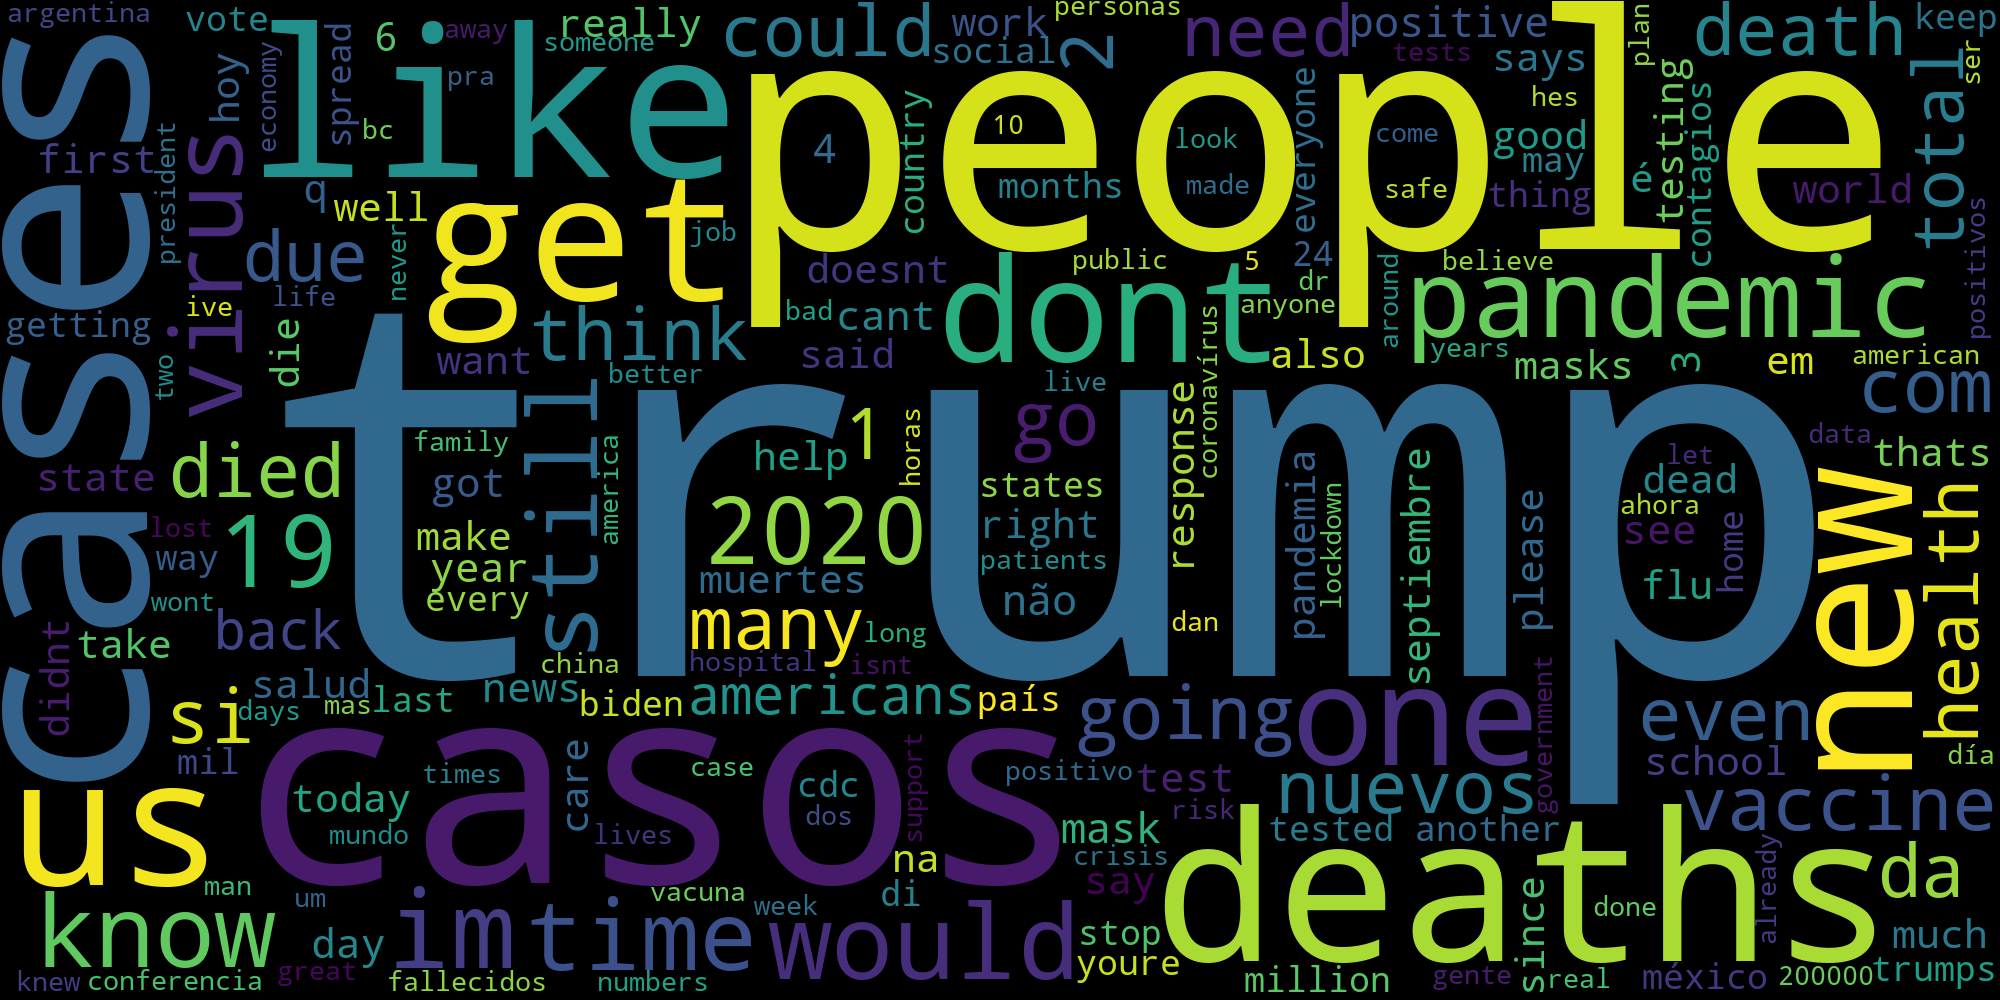 argentina
vote
6
away
really
someone
could
work
social
personas
2
need
positive
tests
plan
death
keep
ser
cases
like
people
hoy
economy
spread
pra
bc
says
hes
total
first
virus
president
4
country
10
look
months
made
everyone
come
safe
good
may
thing
testing
contagios
é
world
positivos
q
well
get
never
job
due
life
ive
getting
two
die
doesnt
bad
cant
dont
public
5
24
dr
anyone
around
believe
pandemic
years
masks
3
em
american
com
think
want
better
said
live
also
trump
still
family
america
got
help
1
horas
go
response
coronavírus
states
right
patients
data
let
dead
ahora
see
home
flu
thats
state
died
lost
19
way
wont
make
year
every
2020
muertes
não
pandemia
lockdown
septiembre
please
new
health
many
long
dan
back
take
didnt
china
hospital
isnt
salud
days
mas
last
news
biden
americans
país
si
mil
going
one
government
even
school
día
casos
today
times
mundo
care
case
lives
cdc
dos
support
positivo
test
risk
nuevos
tested
another
vaccine
us
mask
crisis
na
say
di
deaths
already
da
man
know
um
day
im
time
vacuna
week
would
stop
youre
since
done
much
knew
conferencia
great
fallecidos
numbers
million
gente
real
méxico
200000
trumps